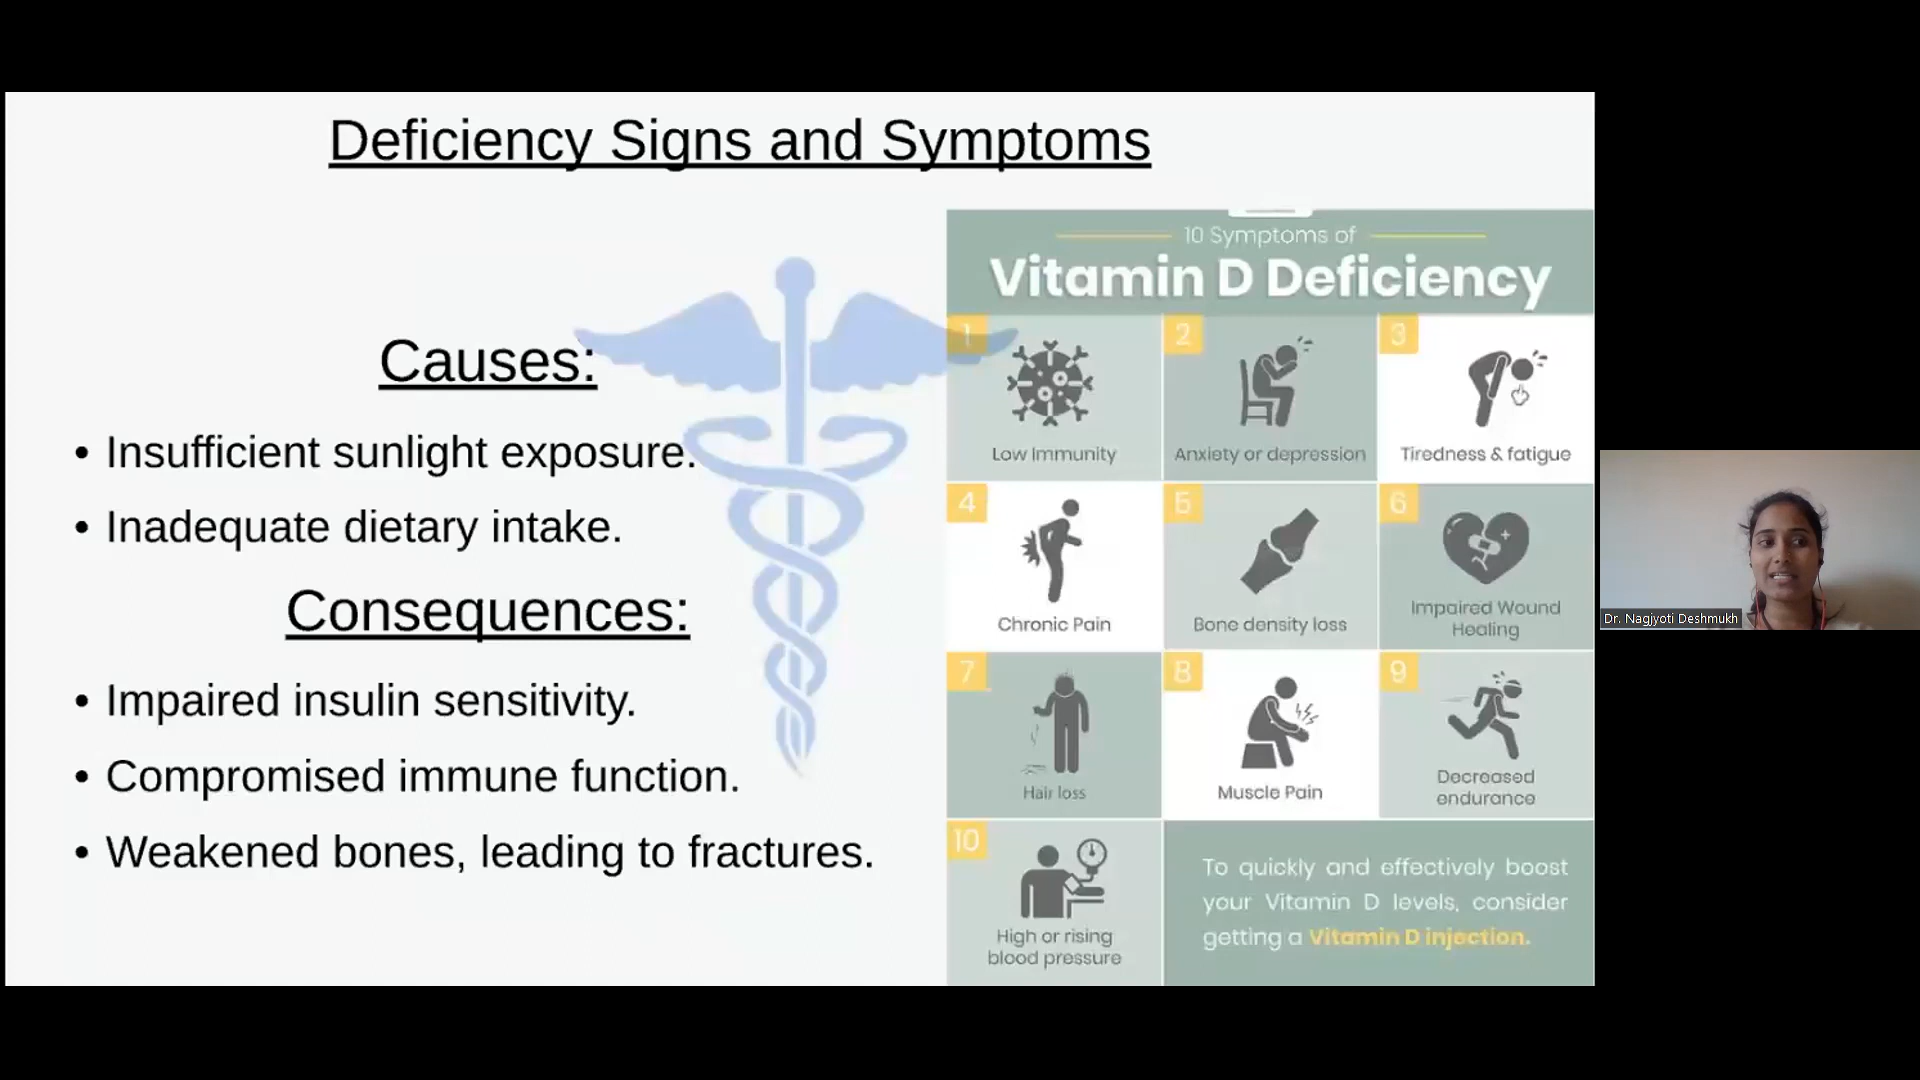 Deficiency Signs and Symptoms
Causes:
• Insufficient sunlight exposure.
• Inadequate dietary intake.
Consequences:
• Impaired insulin sensitivity.
• Compromised immune function.
• Weakened bones, leading to fractures.
10 Symptoms of
Vitamin D Deficiency
1
Low Immunity
2
Anxiety or depression
3
Tiredness & fatigue
4
Chronic Pain
5
Bone density loss
6
Impaired Wound
Healing
7
Hair loss
8
Muscle Pain
9
Decreased
endurance
10
High or rising
blood pressure
To quickly and effectively boost
your Vitamin D levels, consider
getting a Vitamin D injection.
Dr. Nagjyoti Deshmukh